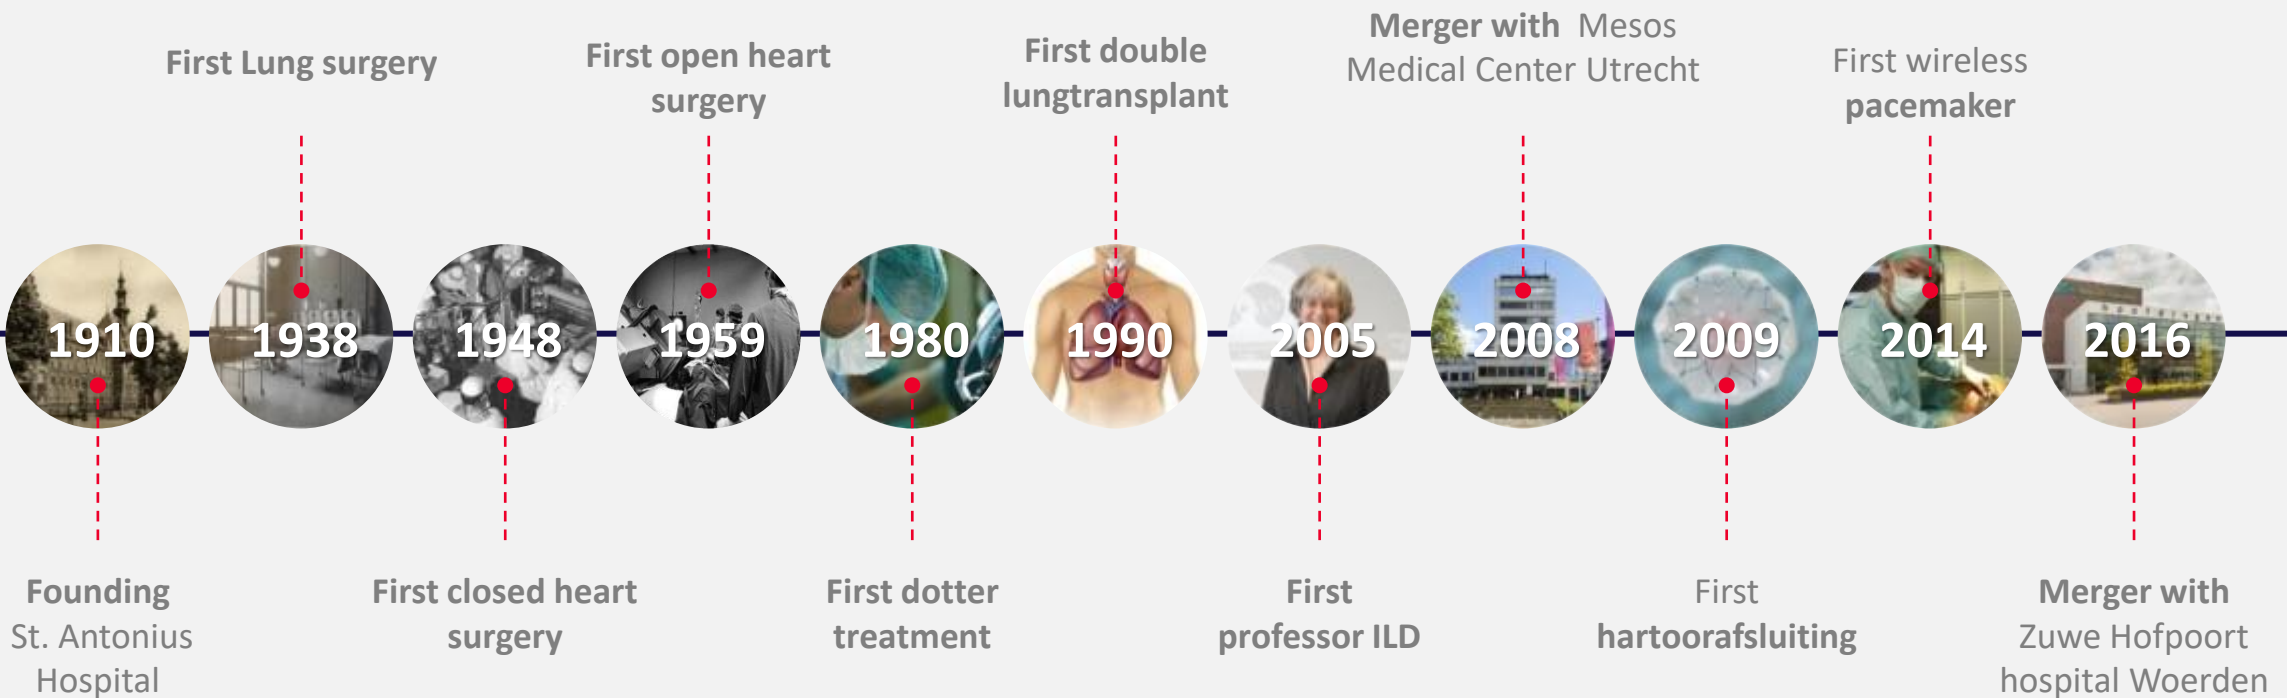 First Lung surgery
First open heart
surgery
First double
lungtransplant
Merger with Mesos
Medical Center Utrecht
First wireless
pacemaker
1910
1938
1948
1959
1980
1990
2005
2008
2009
2014
2016
Founding
St. Antonius
Hospital
First closed heart
surgery
First dotter
treatment
First
professor ILD
First
hartoorafsluiting
Merger with
Zuwe Hofpoort
hospital Woerden